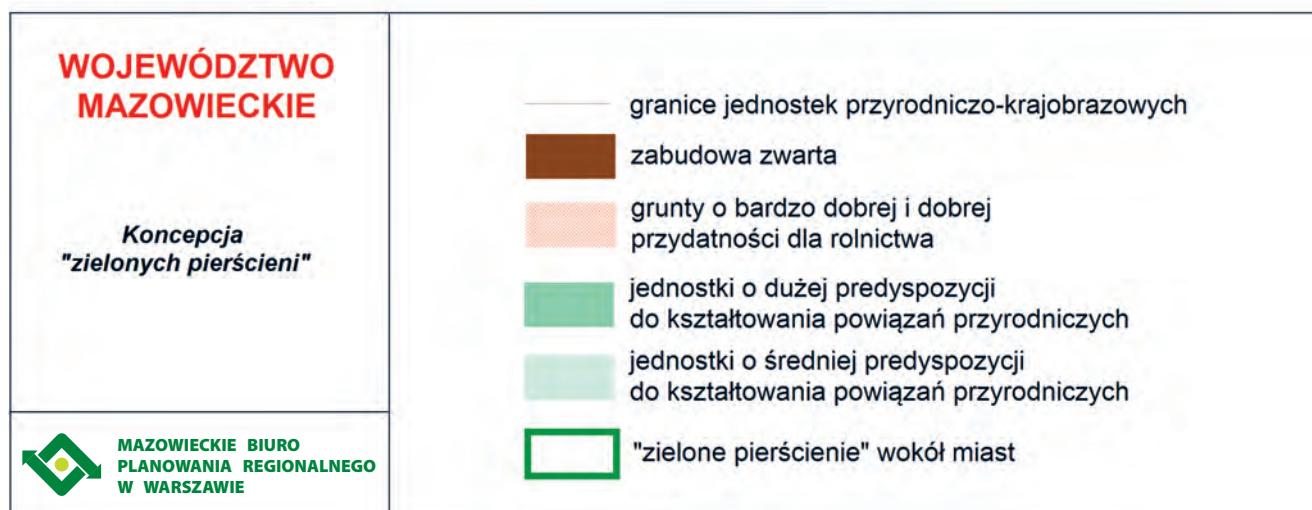 WOJEWÓDZTWO
MAZOWIECKIE
Koncepcja
"zielonych pierścieni"
MAZOWIECKIE BIURO
PLANOWANIA REGIONALNEGO
W WARSZAWIE
granice jednostek przyrodniczo-krajobrazowych
zabudowa zwarta
grunty o bardzo dobrej i dobrej
przydatności dla rolnictwa
jednostki o dużej predyspozycji
do kształtowania powiązań przyrodniczych
jednostki o średniej predyspozycji
do kształtowania powiązań przyrodniczych
"zielone pierścienie" wokół miast